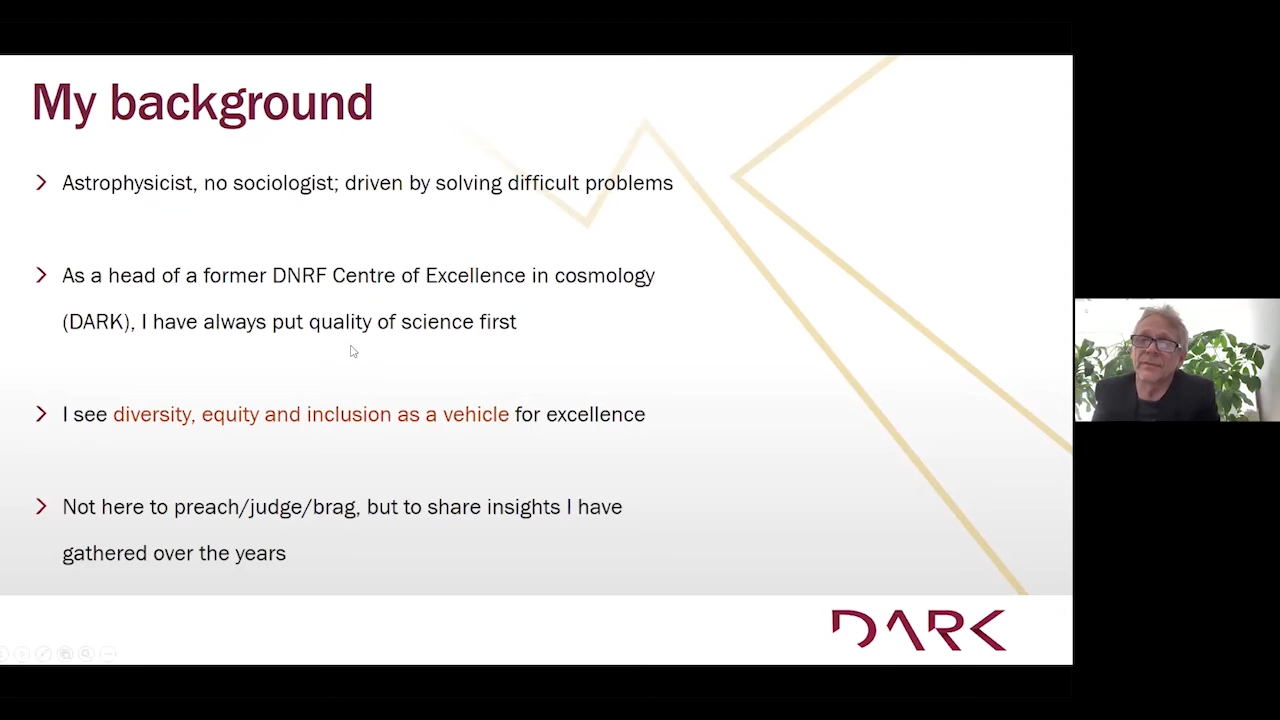 My background
Astrophysicist, no sociologist; driven by solving difficult problems
As a head of a former DNRF Centre of Excellence in cosmology
(DARK), I have always put quality of science first
I see diversity, equity and inclusion as a vehicle for excellence
Not here to preach/judge/brag, but to share insights I have
gathered over the years
DARK